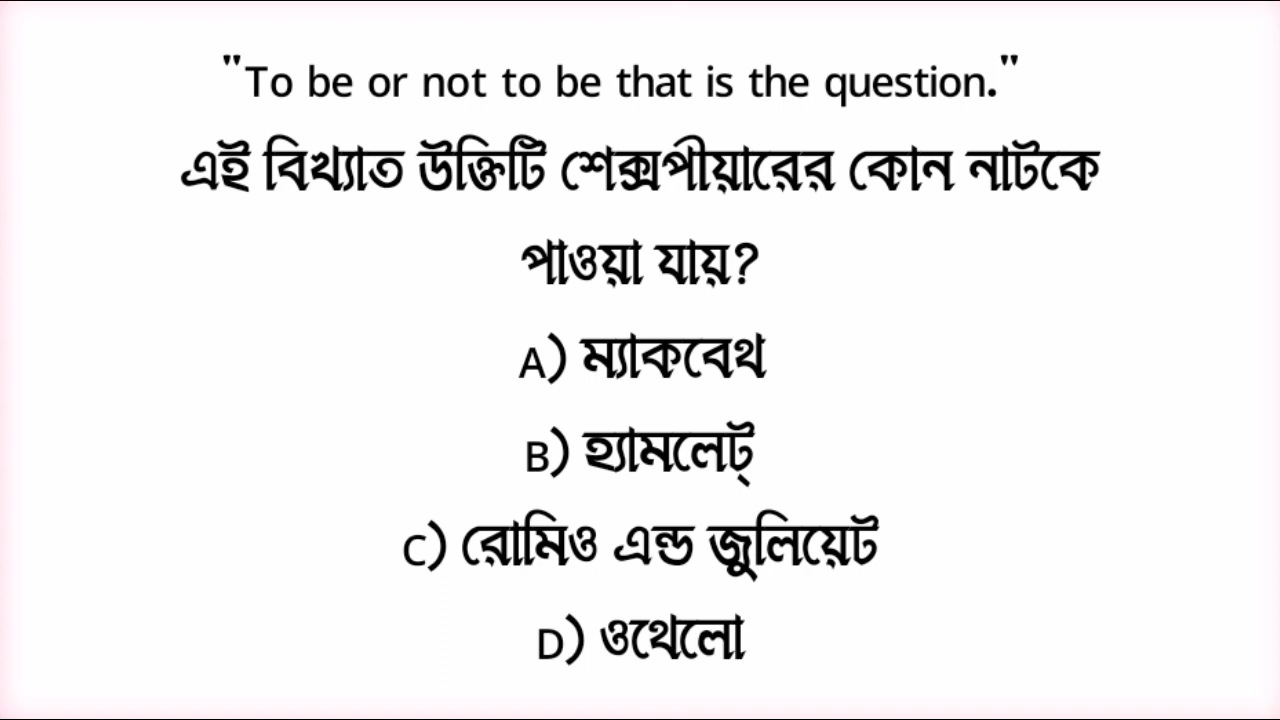 "To be or not to be that is the question."
এই বিখ্যাত উক্তিটি শেক্সপীয়ারের কোন নাটকে
পাওয়া যায়?
A) ম্যাকবেথ
B) হ্যামলেট্
C) রোমিও এন্ড জুলিয়েট
D) ওথেলো